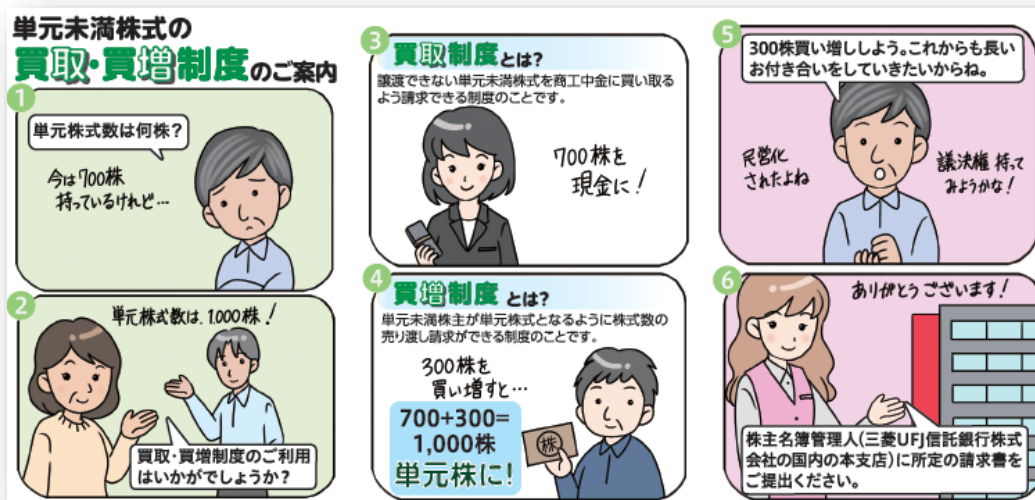 単元未満株式の
買取・買増制度のご案内
1
単元株式数は何株？
今は700株
持っているけれど…
2
単元株式数は、1,000株！
買取・買増制度のご利用
はいかがでしょうか？
3
買取制度とは？
譲渡できない単元未満株式を商工中金に買い取る
よう請求できる制度のことです。
700株を
現金に！
4
買増制度とは？
単元未満株主が単元株式となるように株式数の
売り渡し請求ができる制度のことです。
300株を
買い増すと…
700+300=
1,000株
単元株に!
株
5
300株買い増ししよう。これからも長い
お付き合いをしていきたいからね。
民営化
されたよね
議決権 持って
みようかな！
6
ありがとうございます！
株主名簿管理人(三菱UFJ信託銀行株式
会社の国内の本支店)に所定の請求書を
ご提出ください。